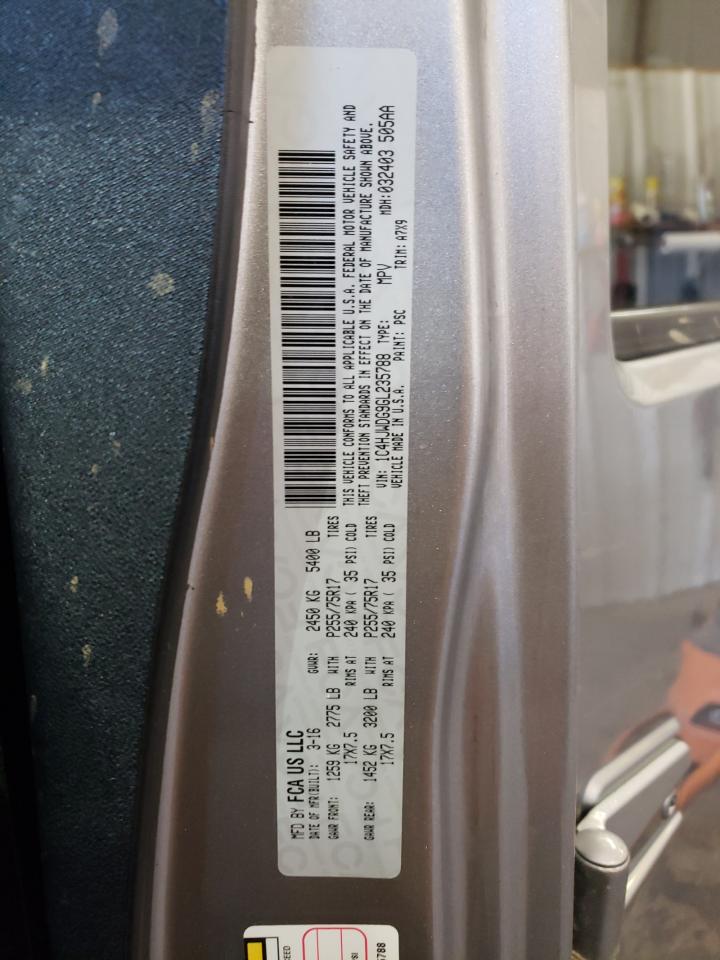 MFD BY FCA US LLC
DATE OF MFR(BUILT): 3-16 GVWR: 2450 KG 5400 LB
GAWR FRONT: 1259 KG 2775 LB WITH P255/75R17 TIRES
17X7.5 RIMS AT 240 KPA ( 35 PSI) COLD
GAWR REAR: 1452 KG 3200 LB WITH P255/75R17 TIRES
17X7.5 RIMS AT 240 KPA ( 35 PSI) COLD
THIS VEHICLE CONFORMS TO ALL APPLICABLE U.S.A. FEDERAL MOTOR VEHICLE SAFETY AND
THEFT PREVENTION STANDARDS IN EFFECT ON THE DATE OF MANUFACTURE SHOWN ABOVE.
VIN: 1C4HJWDG9GL235788 TYPE: MPV MDH:032403 505AA
VEHICLE MADE IN U.S.A. PAINT: PSC TRIM: A7X9
788